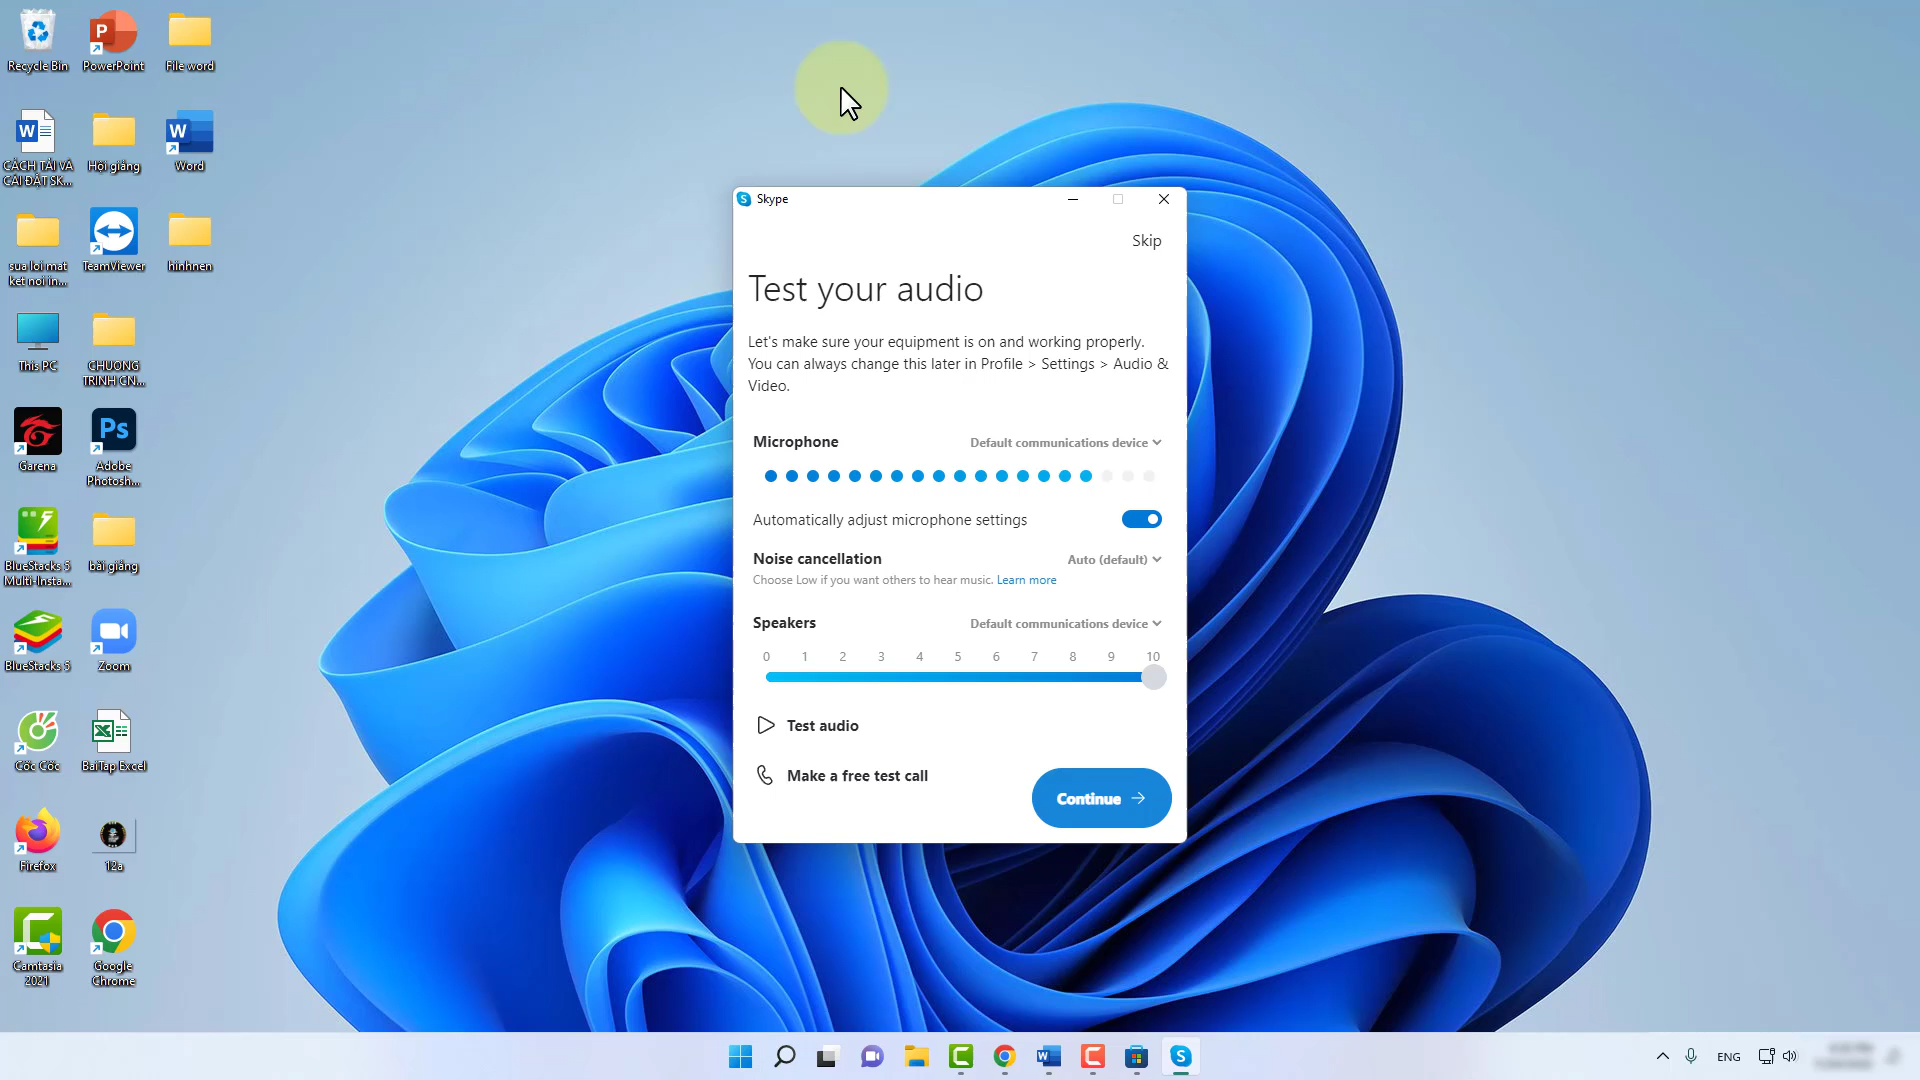 Recycle Bin
PowerPoint
File word
CÁCH TẢI VÀ
CÀI ĐẶT SK...
Hội giảng
Word
sua loi mat
ket noi in...
TeamViewer
hinhnen
This PC
CHUONG
TRINH CN...
Garena
Adobe
Photosh...
BlueStacks 5
Multi-Insta...
bài giảng
BlueStacks 5
Zoom
Cốc Cốc
BaiTap Excel
Firefox
12a
Camtasia
2021
Google
Chrome
Skype
Skip
Test your audio
Let's make sure your equipment is on and working properly.
You can always change this later in Profile > Settings > Audio &
Video.
Microphone
Default communications device
Automatically adjust microphone settings
Noise cancellation
Auto (default)
Choose Low if you want others to hear music. Learn more
Speakers
Default communications device
0 1 2 3 4 5 6 7 8 9 10
Test audio
Make a free test call
Continue
ENG